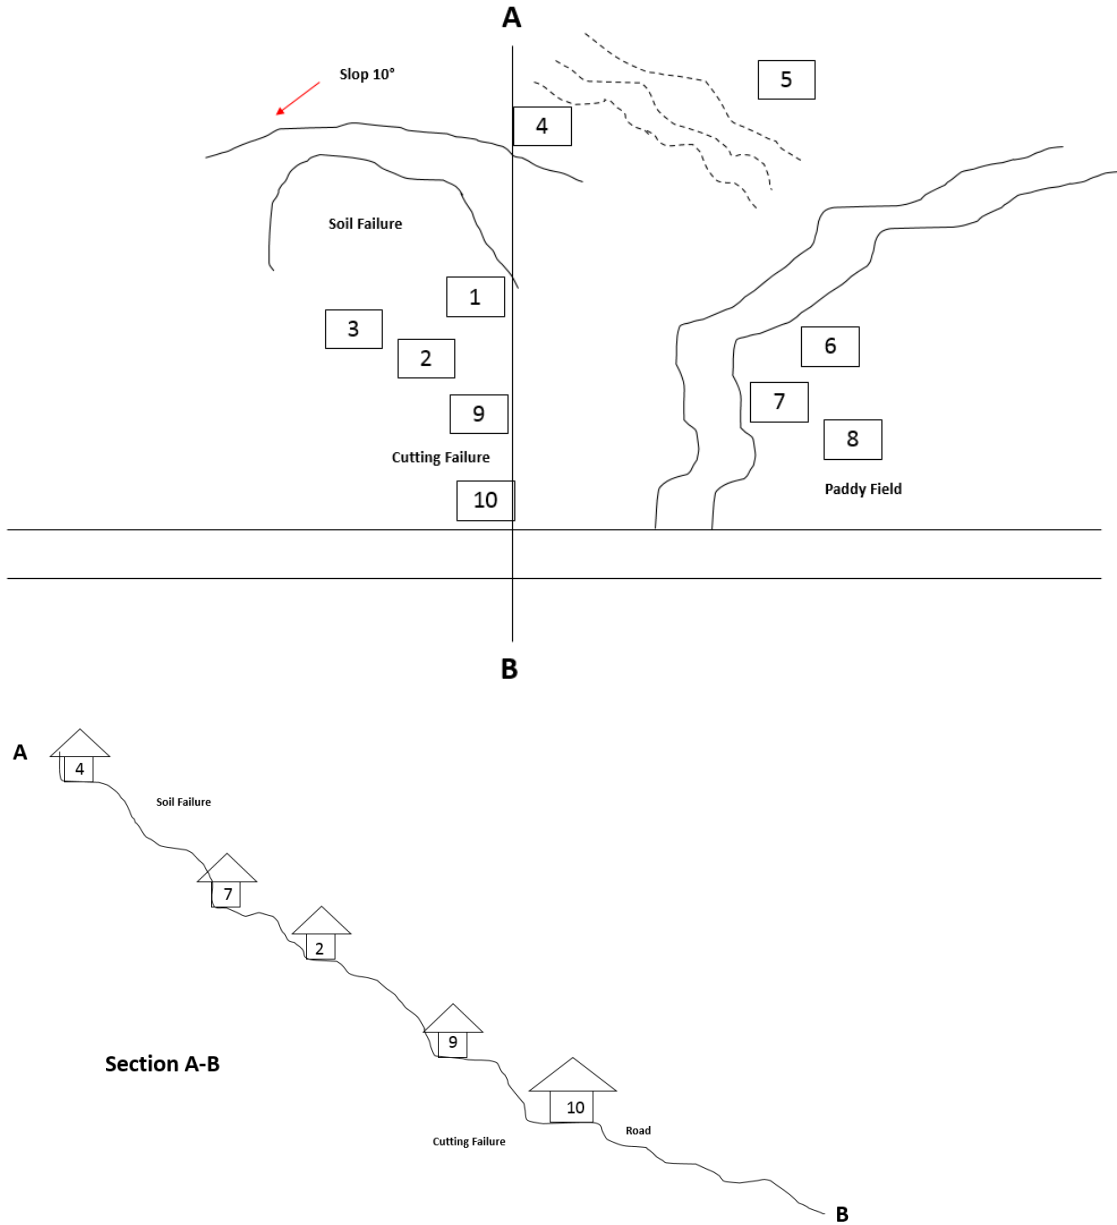 A
Slop 10°
5
4
Soil Failure
1
3
2
6
7
9
8
Cutting Failure
10
Paddy Field
B
A
4
Soil Failure
7
2
9
Section A-B
10
Cutting Failure
Road
B